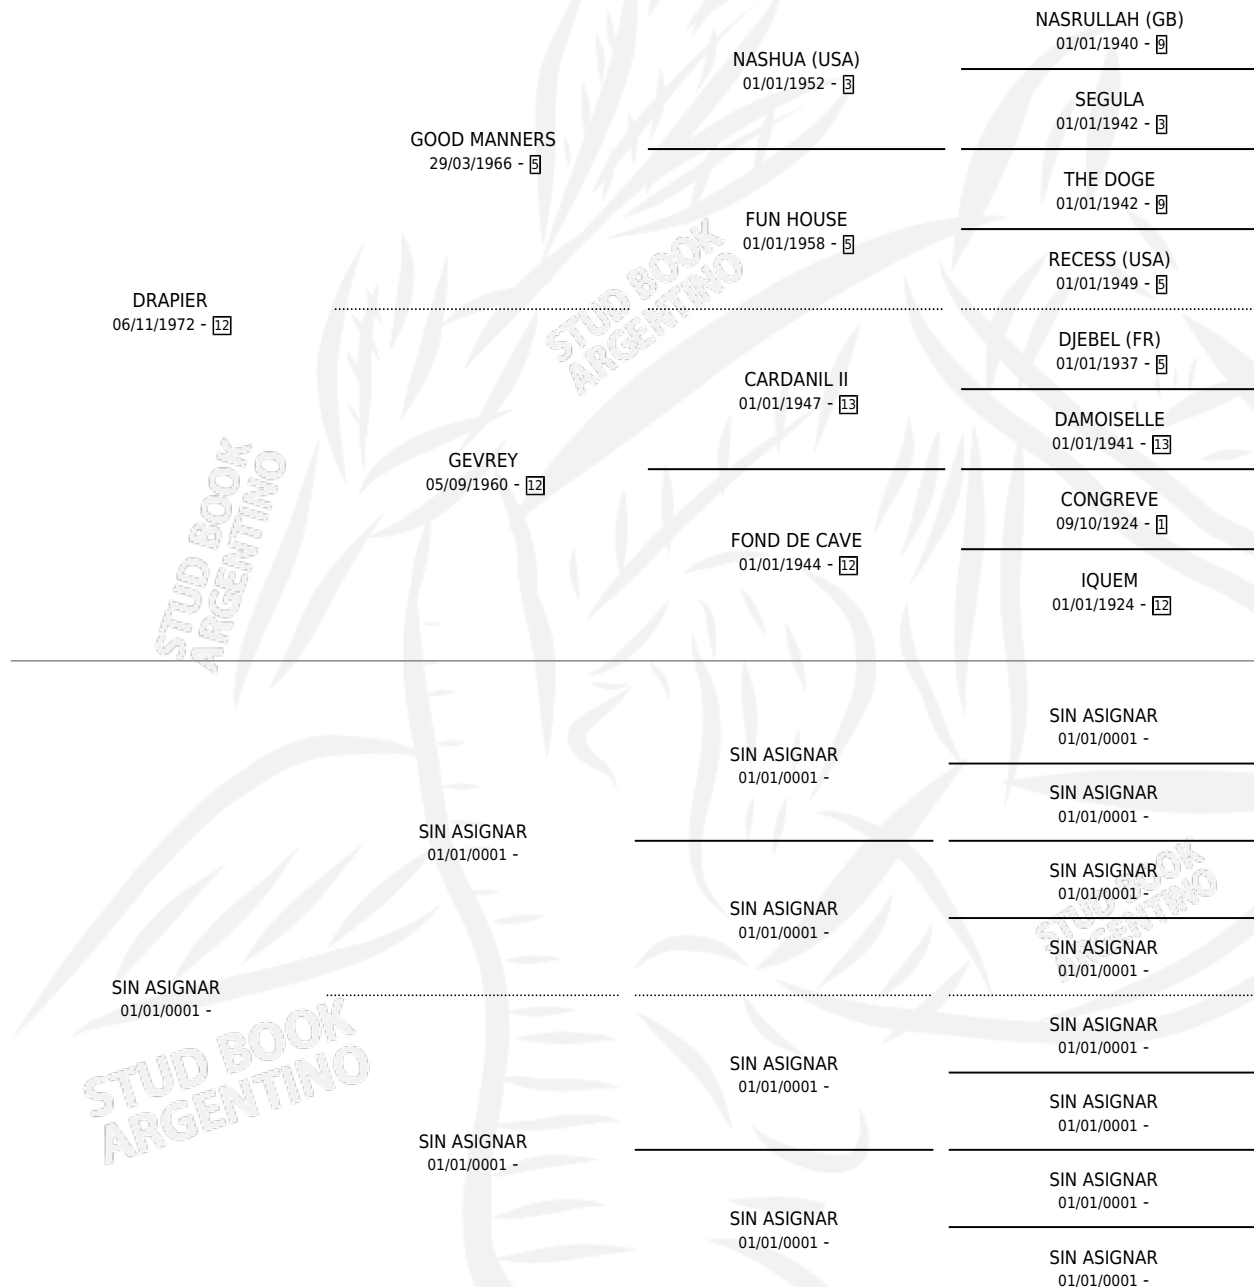 NASRULLAH (GB)
01/01/1940 - 9
NASHUA (USA)
01/01/1952 - 3
SEGULA
01/01/1942 - 3
GOOD MANNERS
29/03/1966 - 5
THE DOGE
01/01/1942 - 9
FUN HOUSE
01/01/1958 - 5
RECESS (USA)
01/01/1949 - 5
DRAPIER
06/11/1972 - 12
DJEBEL (FR)
01/01/1937 - 5
CARDANIL II
01/01/1947 - 13
DAMOISELLE
01/01/1941 - 13
GEVREY
05/09/1960 - 12
CONGREVE
09/10/1924 - 1
FOND DE CAVE
01/01/1944 - 12
IQUEM
01/01/1924 - 12
SIN ASIGNAR
01/01/0001 -
SIN ASIGNAR
01/01/0001 -
SIN ASIGNAR
01/01/0001 -
SIN ASIGNAR
01/01/0001 -
SIN ASIGNAR
01/01/0001 -
SIN ASIGNAR
01/01/0001 -
SIN ASIGNAR
01/01/0001 -
SIN ASIGNAR
01/01/0001 -
SIN ASIGNAR
01/01/0001 -
SIN ASIGNAR
01/01/0001 -
SIN ASIGNAR
01/01/0001 -
SIN ASIGNAR
01/01/0001 -
SIN ASIGNAR
01/01/0001 -
SIN ASIGNAR
01/01/0001 -
SIN ASIGNAR
01/01/0001 -
STUD BOOK
ARGENTINO
STUD BOOK
ARGENTINO
STUD BOOK
ARGENTINO
STUD BOOK
ARGENTINO